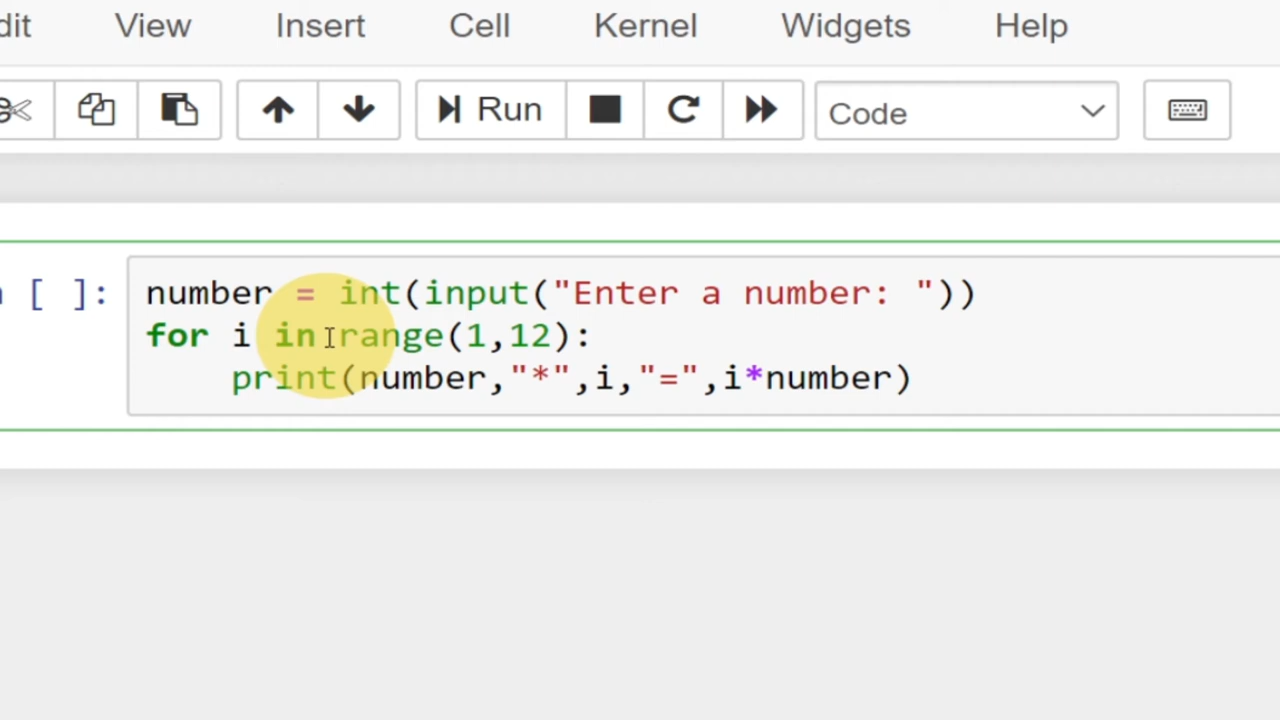 dit View Insert Cell Kernel Widgets Help
Run Code
n [ ]:
number = int(input("Enter a number: "))
for i in range(1,12):
    print(number,"*",i,"=",i*number)